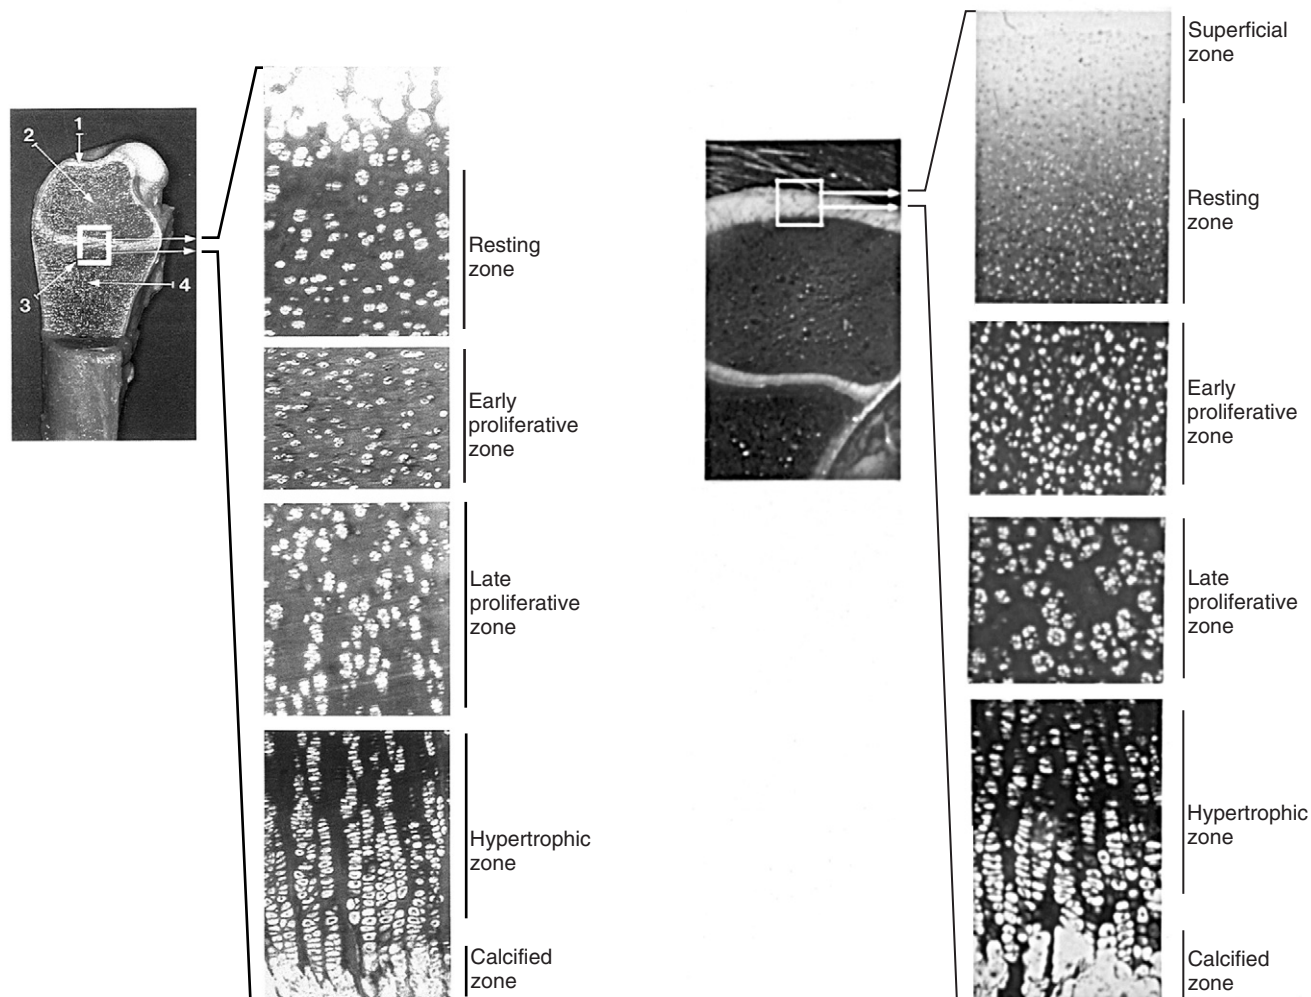 1
2
3
4
Resting
zone
Early
proliferative
zone
Late
proliferative
zone
Hypertrophic
zone
Calcified
zone
Superficial
zone
Resting
zone
Early
proliferative
zone
Late
proliferative
zone
Hypertrophic
zone
Calcified
zone